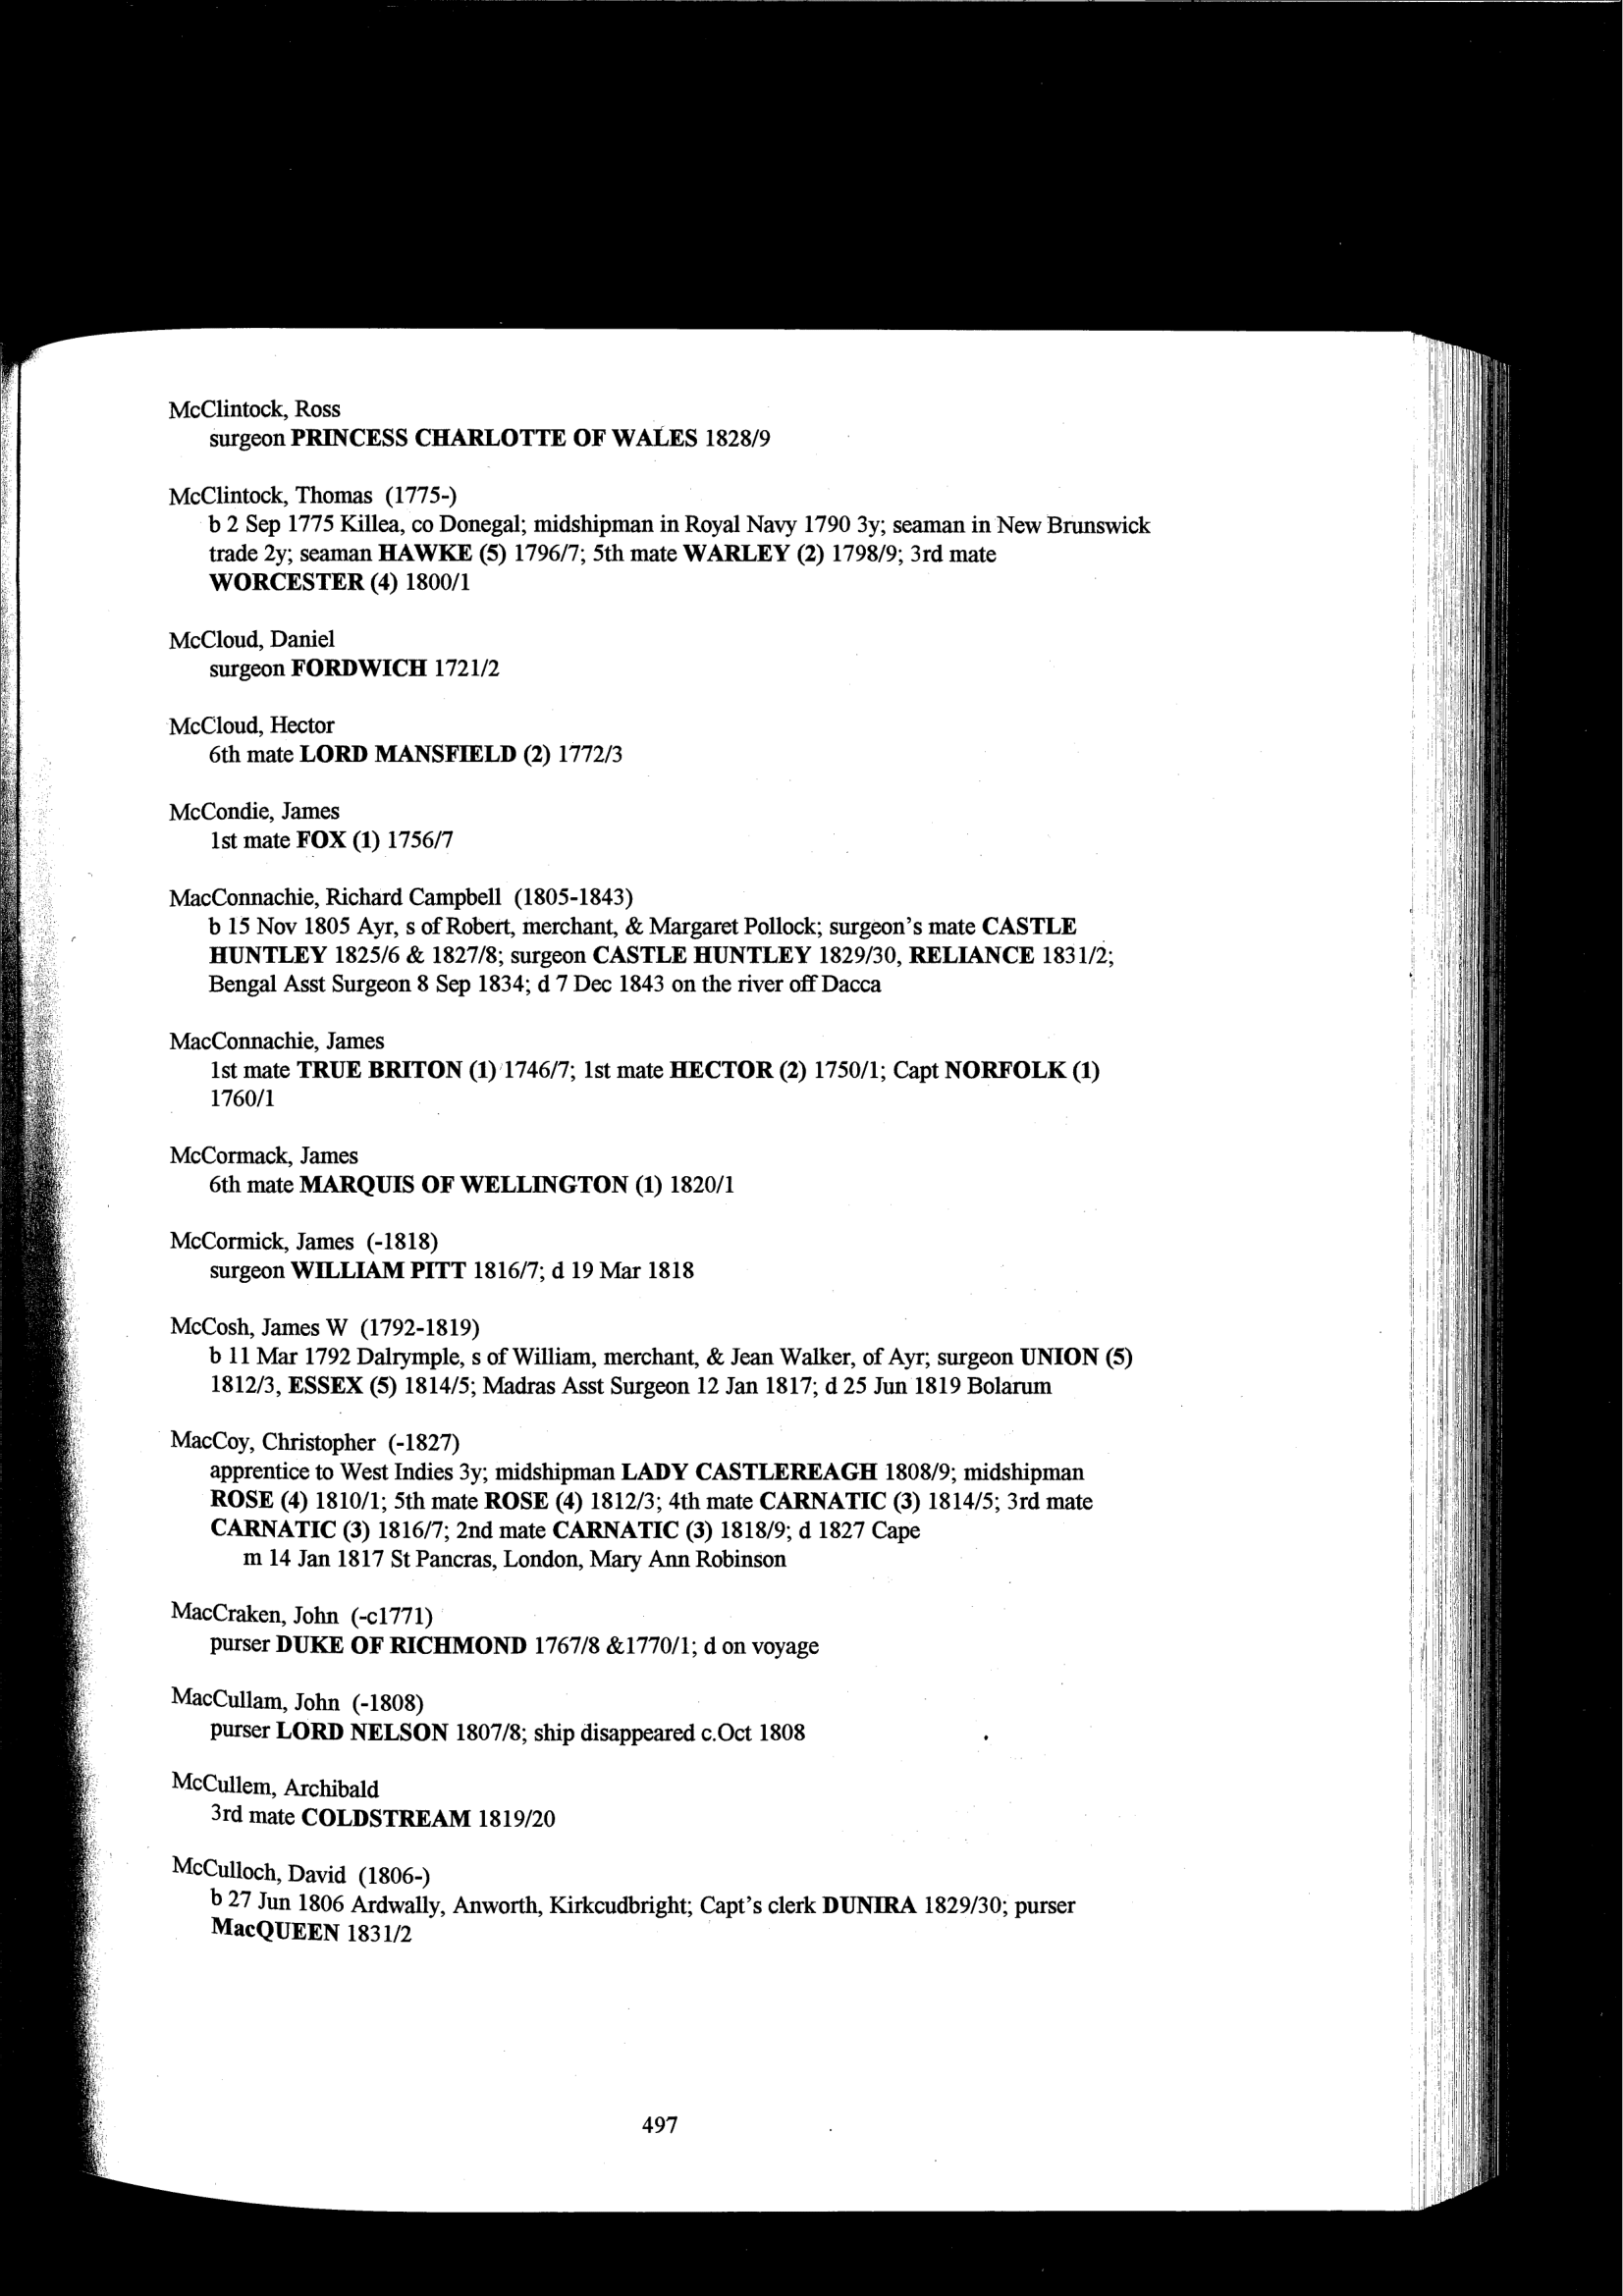 McClintock, Ross
surgeon PRINCESS CHARLOTTE OF WALES 1828/9
McClintock, Thomas (1775-)
b 2 Sep 1775 Killea, co Donegal; midshipman in Royal Navy 1790 3y; seaman in New Brunswick
trade 2y; seaman HAWKE (5) 1796/7; 5th mate WARLEY (2) 1798/9; 3rd mate
WORCESTER (4) 1800/1
McCloud, Daniel
surgeon FORDWICH 1721/2
McCloud, Hector
6th mate LORD MANSFIELD (2) 1772/3
McCondie, James
1st mate FOX (1) 1756/7
MacConnachie, Richard Campbell (1805-1843)
b 15 Nov 1805 Ayr, s of Robert, merchant, & Margaret Pollock; surgeon's mate CASTLE
HUNTLEY 1825/6 & 1827/8; surgeon CASTLE HUNTLEY 1829/30, RELIANCE 1831/2;
Bengal Asst Surgeon 8 Sep 1834; d 7 Dec 1843 on the river off Dacca
MacConnachie, James
1st mate TRUE BRITON (1) 1746/7; 1st mate HECTOR (2) 1750/1; Capt NORFOLK (1)
1760/1
McCormack, James
6th mate MARQUIS OF WELLINGTON (1) 1820/1
McCormick, James (-1818)
surgeon WILLIAM PITT 1816/7; d 19 Mar 1818
McCosh, James W (1792-1819)
b 11 Mar 1792 Dalrymple, s of William, merchant, & Jean Walker, of Ayr; surgeon UNION (5)
1812/3, ESSEX (5) 1814/5; Madras Asst Surgeon 12 Jan 1817; d 25 Jun 1819 Bolarum
MacCoy, Christopher (-1827)
apprentice to West Indies 3y; midshipman LADY CASTLEREAGH 1808/9; midshipman
ROSE (4) 1810/1; 5th mate ROSE (4) 1812/3; 4th mate CARNATIC (3) 1814/5; 3rd mate
CARNATIC (3) 1816/7; 2nd mate CARNATIC (3) 1818/9; d 1827 Cape
m 14 Jan 1817 St Pancras, London, Mary Ann Robinson
MacCraken, John (-c1771)
purser DUKE OF RICHMOND 1767/8 &1770/1; d on voyage
MacCullam, John (-1808)
purser LORD NELSON 1807/8; ship disappeared c.Oct 1808
McCullem, Archibald
3rd mate COLDSTREAM 1819/20
McCulloch, David (1806-)
b 27 Jun 1806 Ardwally, Anworth, Kirkcudbright; Capt's clerk DUNIRA 1829/30; purser
MacQUEEN 1831/2
497